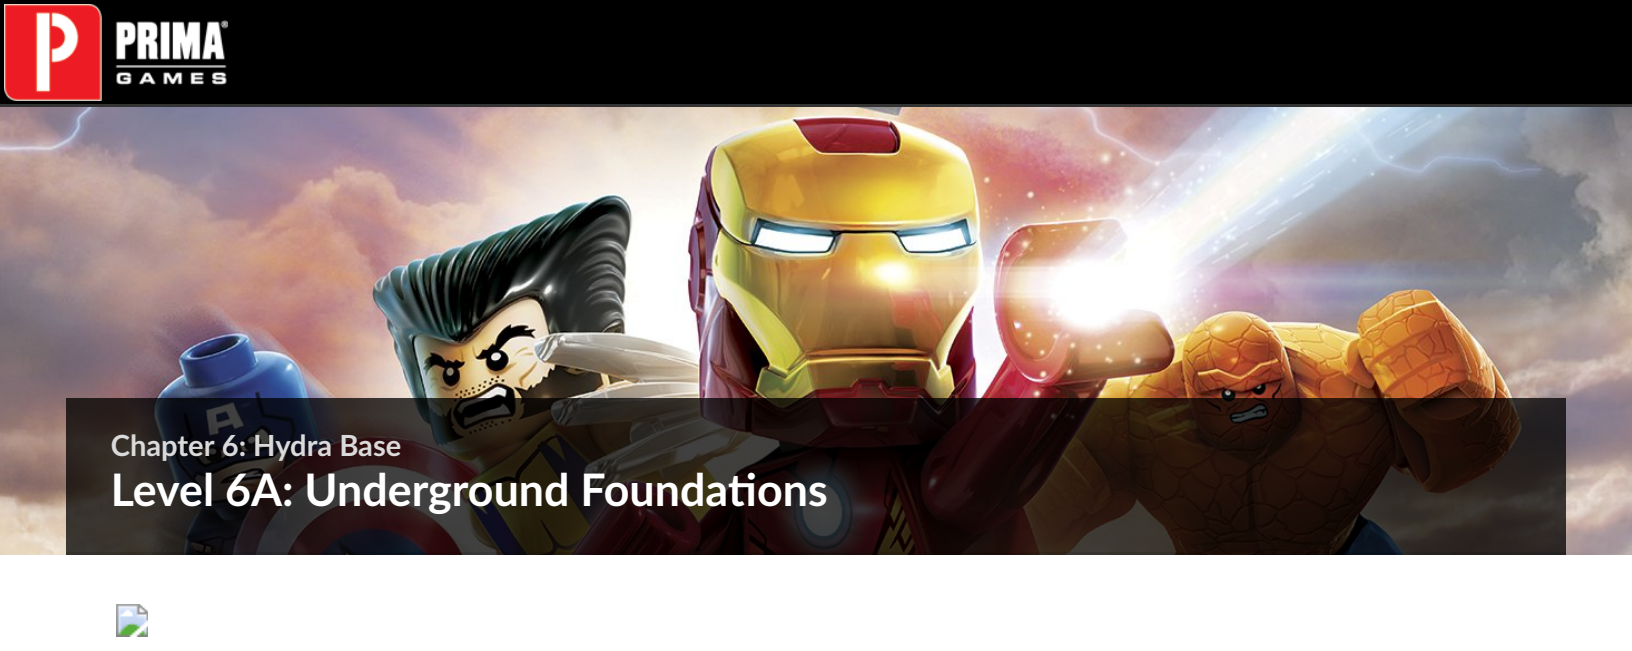 PRIMA®
GAMES
A
Chapter 6: Hydra Base
Level 6A: Underground Foundations